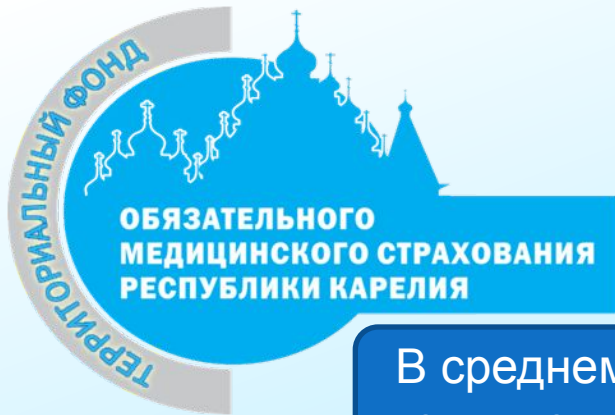 ТЕРРИТОРИАЛЬНЫЙ ФОНД
ОБЯЗАТЕЛЬНОГО
МЕДИЦИНСКОГО СТРАХОВАНИЯ
РЕСПУБЛИКИ КАРЕЛИЯ
В среднем